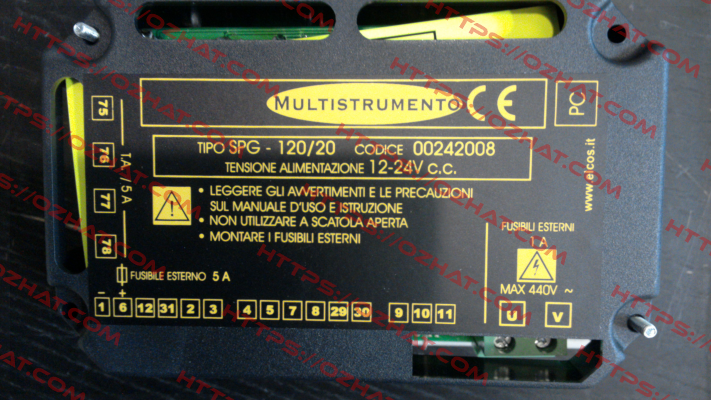 MULTISTRUMENTO CE
PC
TIPO SPG - 120/20 CODICE 00242008
TENSIONE ALIMENTAZIONE 12-24V c.c.
www.elcos.it
75
76
77
78
1A / 5A
• LEGGERE GLI AVVERTIMENTI E LE PRECAUZIONI
SUL MANUALE D'USO E ISTRUZIONE
• NON UTILIZZARE A SCATOLA APERTA
• MONTARE I FUSIBILI ESTERNI
FUSIBILI ESTERNI
1 A
MAX 440V ~
U V
FUSIBILE ESTERNO 5 A
− +
1 6 12 31 2 3 4 5 7 8 29 30 9 10 11
HTTPS://OZHAT.COM